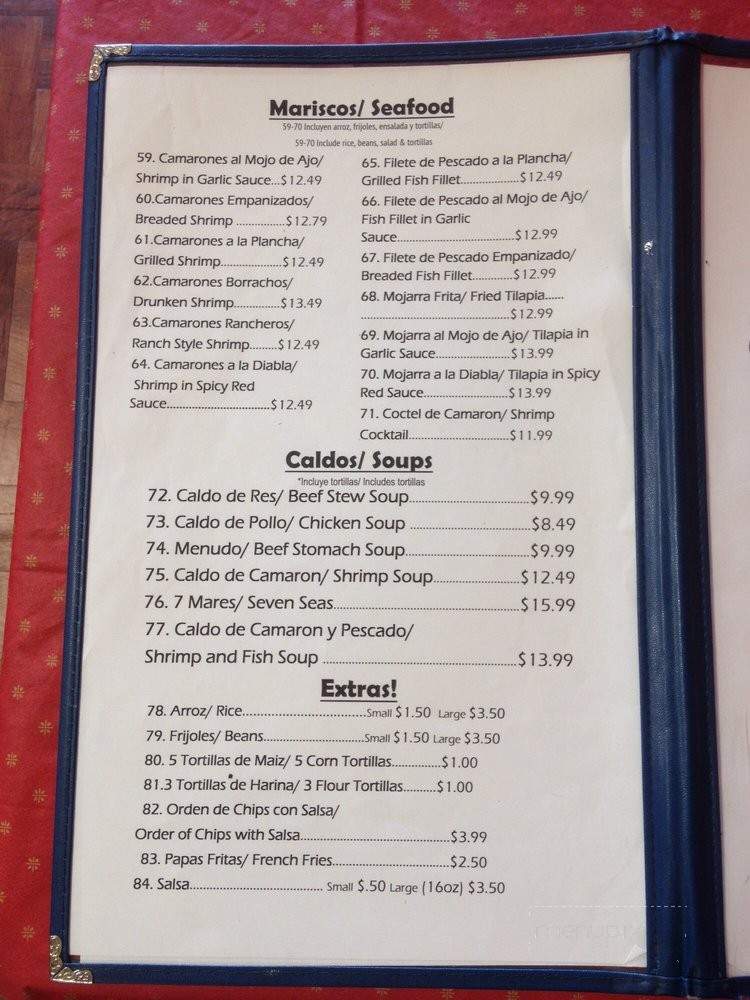 Mariscos/ Seafood
59-70 Incluyen arroz, frijoles, ensalada y tortillas/
59-70 Include rice, beans, salad & tortillas
59. Camarones al Mojo de Ajo/
Shrimp in Garlic Sauce...$12.49
60.Camarones Empanizados/
Breaded Shrimp ..............$12.79
61.Camarones a la Plancha/
Grilled Shrimp.....................$12.49
62.Camarones Borrachos/
Drunken Shrimp...............$13.49
63.Camarones Rancheros/
Ranch Style Shrimp.........$12.49
64. Camarones a la Diabla/
Shrimp in Spicy Red
Sauce...................................$12.49
65. Filete de Pescado a la Plancha/
Grilled Fish Fillet....................$12.49
66. Filete de Pescado al Mojo de Ajo/
Fish Fillet in Garlic
Sauce.......................................$12.99
67. Filete de Pescado Empanizado/
Breaded Fish Fillet.............$12.99
68. Mojarra Frita/ Fried Tilapia......
..................................................$12.99
69. Mojarra al Mojo de Ajo/ Tilapia in
Garlic Sauce.........................$13.99
70. Mojarra a la Diabla/ Tilapia in Spicy
Red Sauce............................$13.99
71. Coctel de Camaron/ Shrimp
Cocktail.................................$11.99
Caldos/ Soups
*Incluye tortillas/ Includes tortillas
72. Caldo de Res/ Beef Stew Soup..............................$9.99
73. Caldo de Pollo/ Chicken Soup ..............................$8.49
74. Menudo/ Beef Stomach Soup...............................$9.99
75. Caldo de Camaron/ Shrimp Soup......................$12.49
76. 7 Mares/ Seven Seas..............................................$15.99
77. Caldo de Camaron y Pescado/
Shrimp and Fish Soup ................................................$13.99
Extras!
78. Arroz/ Rice.....................................Small $1.50 Large $3.50
79. Frijoles/ Beans..............................Small $1.50 Large $3.50
80. 5 Tortillas de Maiz/ 5 Corn Tortillas...............$1.00
81.3 Tortillas de Harina/ 3 Flour Tortillas..........$1.00
82. Orden de Chips con Salsa/
Order of Chips with Salsa.............................................$3.99
83. Papas Fritas/ French Fries...................................$2.50
84. Salsa........................................ Small $.50 Large (16oz) $3.50